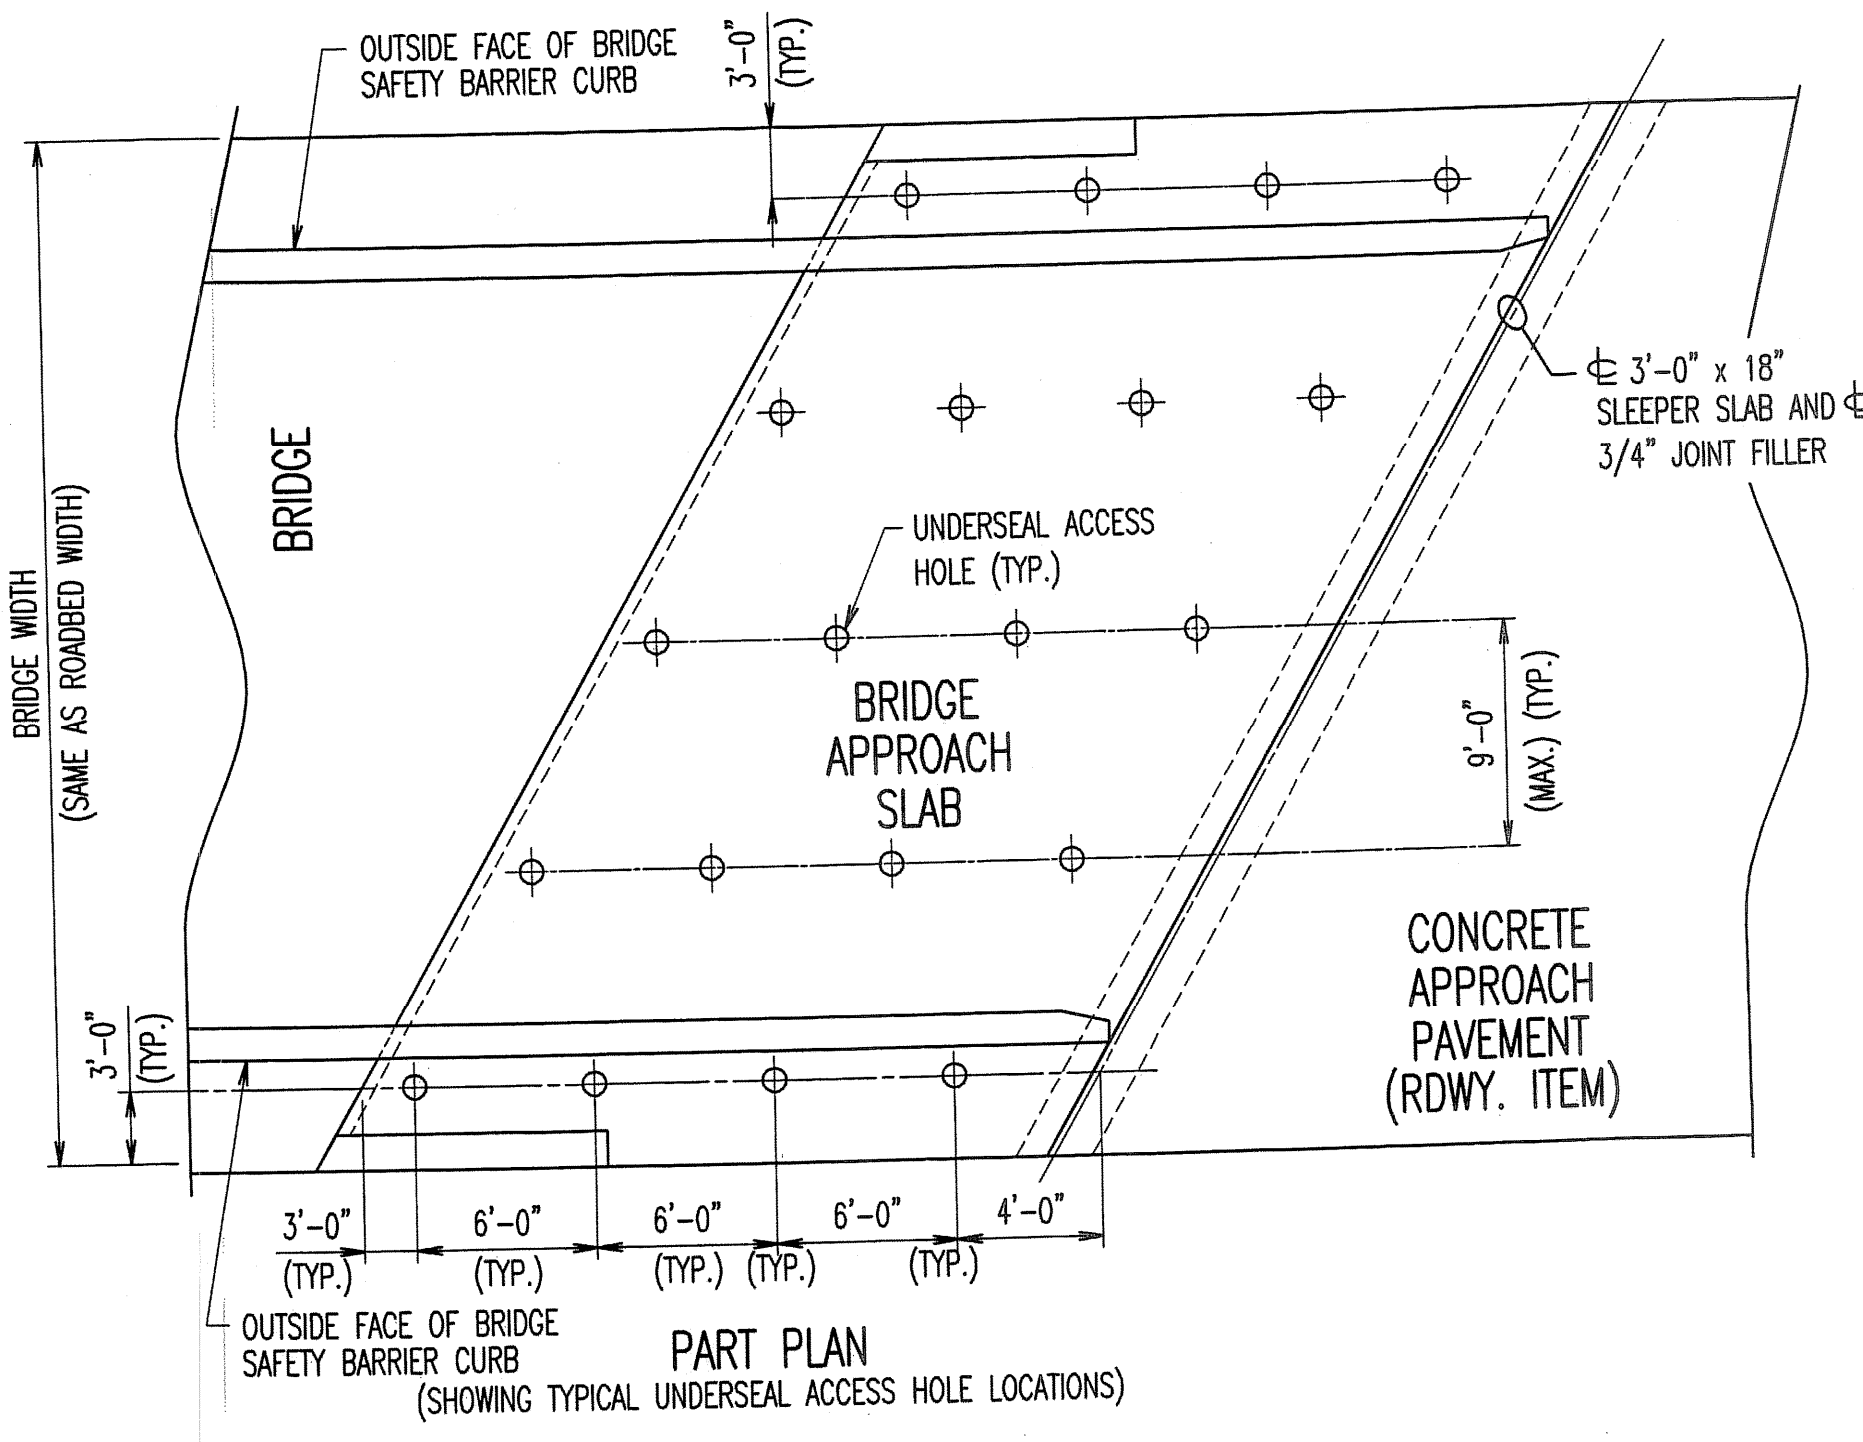 OUTSIDE FACE OF BRIDGE
SAFETY BARRIER CURB
3'-0"
(TYP.)
℄ 3'-0" x 18"
SLEEPER SLAB AND ℄
3/4" JOINT FILLER
BRIDGE
UNDERSEAL ACCESS
HOLE (TYP.)
BRIDGE WIDTH
(SAME AS ROADBED WIDTH)
BRIDGE
APPROACH
SLAB
9'-0"
(MAX.) (TYP.)
CONCRETE
APPROACH
PAVEMENT
(RDWY. ITEM)
3'-0"
(TYP.)
3'-0"
(TYP.)
6'-0"
(TYP.)
6'-0"
(TYP.)
6'-0"
(TYP.)
4'-0"
(TYP.)
OUTSIDE FACE OF BRIDGE
SAFETY BARRIER CURB
PART PLAN
(SHOWING TYPICAL UNDERSEAL ACCESS HOLE LOCATIONS)